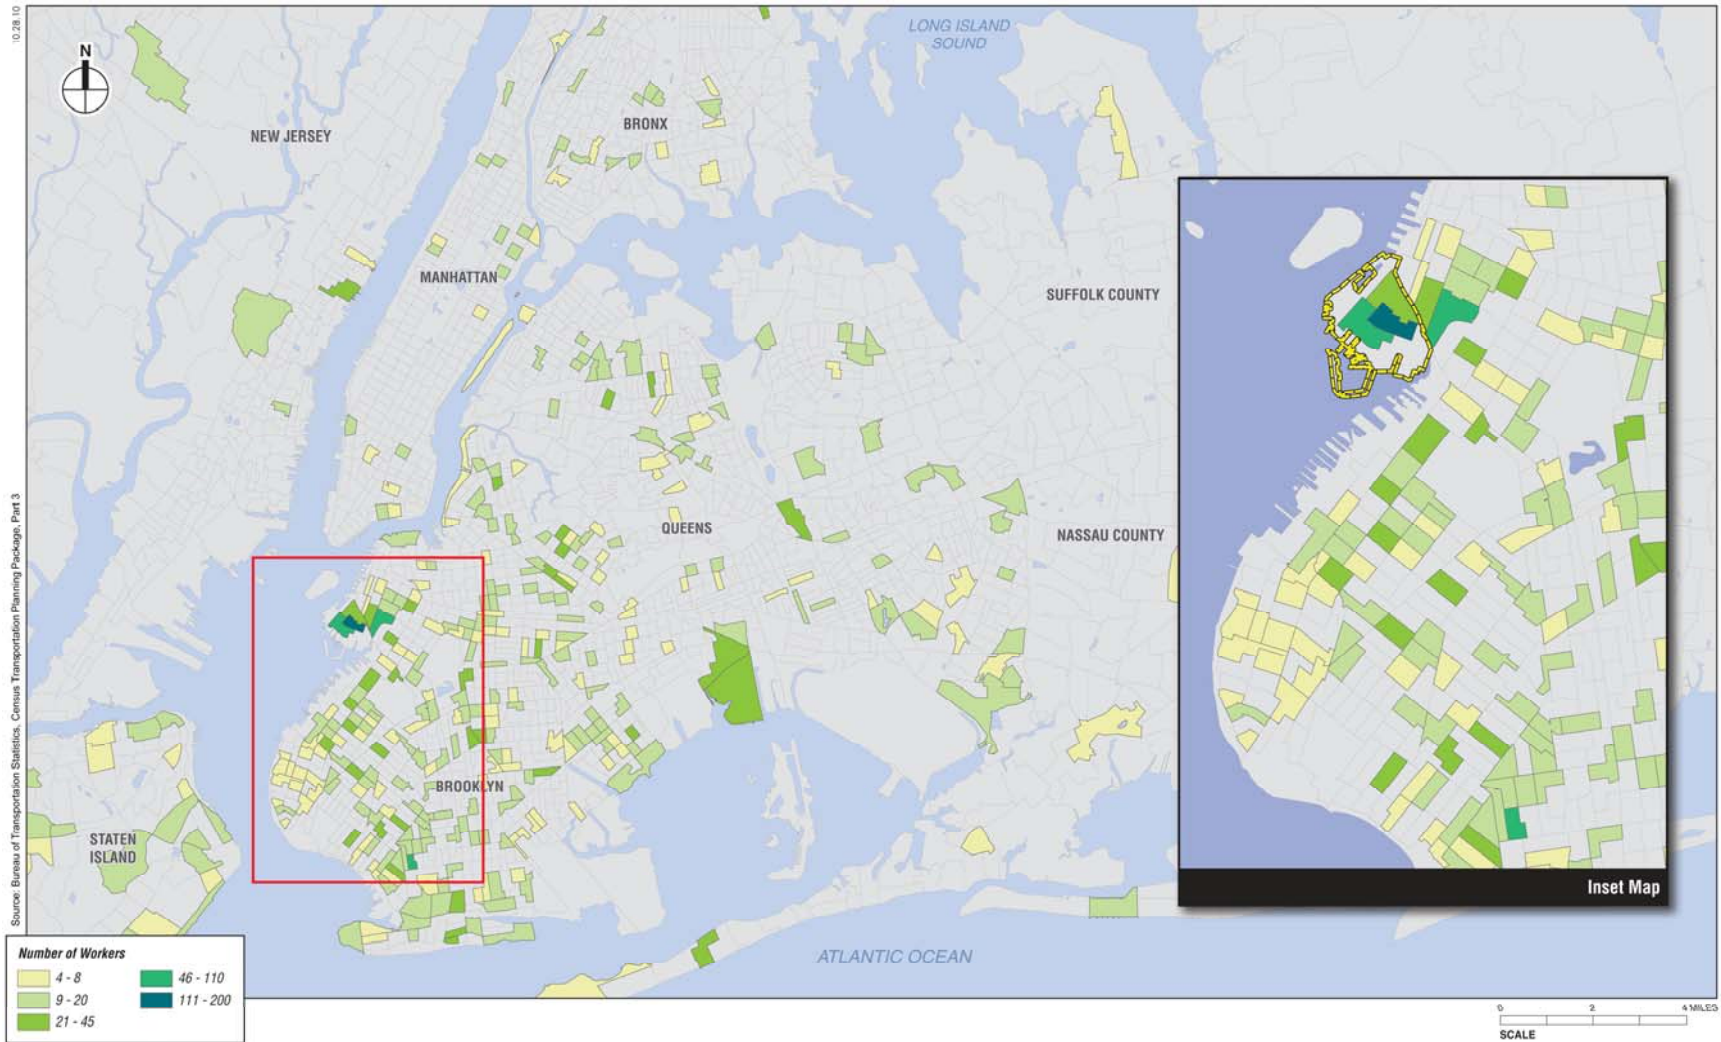 10.28.10
N
LONG ISLAND
SOUND
NEW JERSEY
BRONX
MANHATTAN
SUFFOLK COUNTY
QUEENS
NASSAU COUNTY
BROOKLYN
STATEN
ISLAND
ATLANTIC OCEAN
Inset Map
Source: Bureau of Transportation Statistics, Census Transportation Planning Package, Part 3
Number of Workers
4 - 8
9 - 20
21 - 45
46 - 110
111 - 200
0 2 4 MILES
SCALE